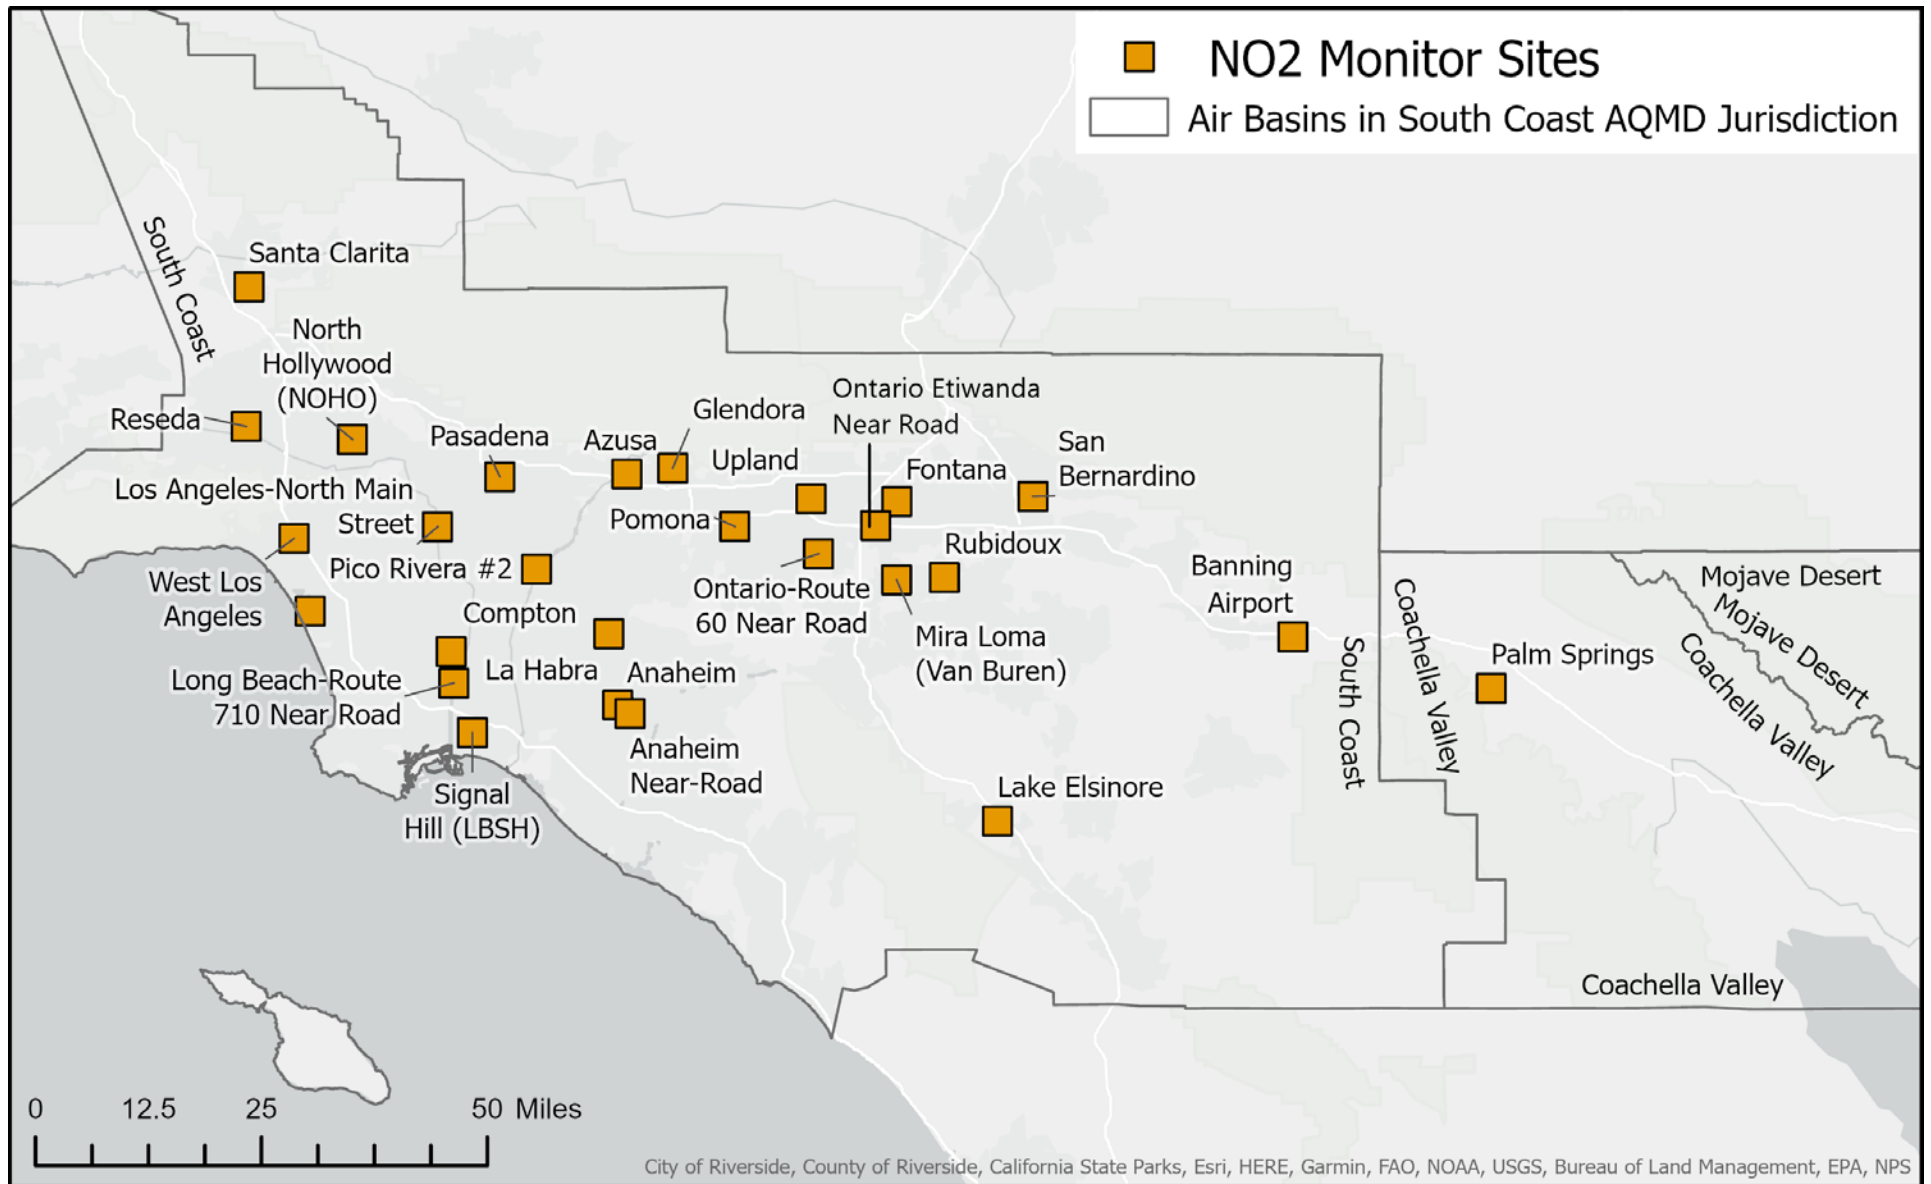 NO2 Monitor Sites
Air Basins in South Coast AQMD Jurisdiction
South Coast
Santa Clarita
North
Hollywood
(NOHO)
Reseda
Pasadena
Azusa
Glendora
Upland
Ontario Etiwanda
Near Road
Fontana
San
Bernardino
Los Angeles-North Main
Street
Pomona
Pico Rivera #2
West Los
Angeles
Compton
Ontario-Route
60 Near Road
Rubidoux
Mira Loma
(Van Buren)
Banning
Airport
South Coast
Coachella Valley
Mojave Desert
Mojave Desert
Coachella Valley
Palm Springs
Long Beach-Route
710 Near Road
La Habra
Anaheim
Anaheim
Near-Road
Signal
Hill (LBSH)
Lake Elsinore
Coachella Valley
0 12.5 25 50 Miles
City of Riverside, County of Riverside, California State Parks, Esri, HERE, Garmin, FAO, NOAA, USGS, Bureau of Land Management, EPA, NPS